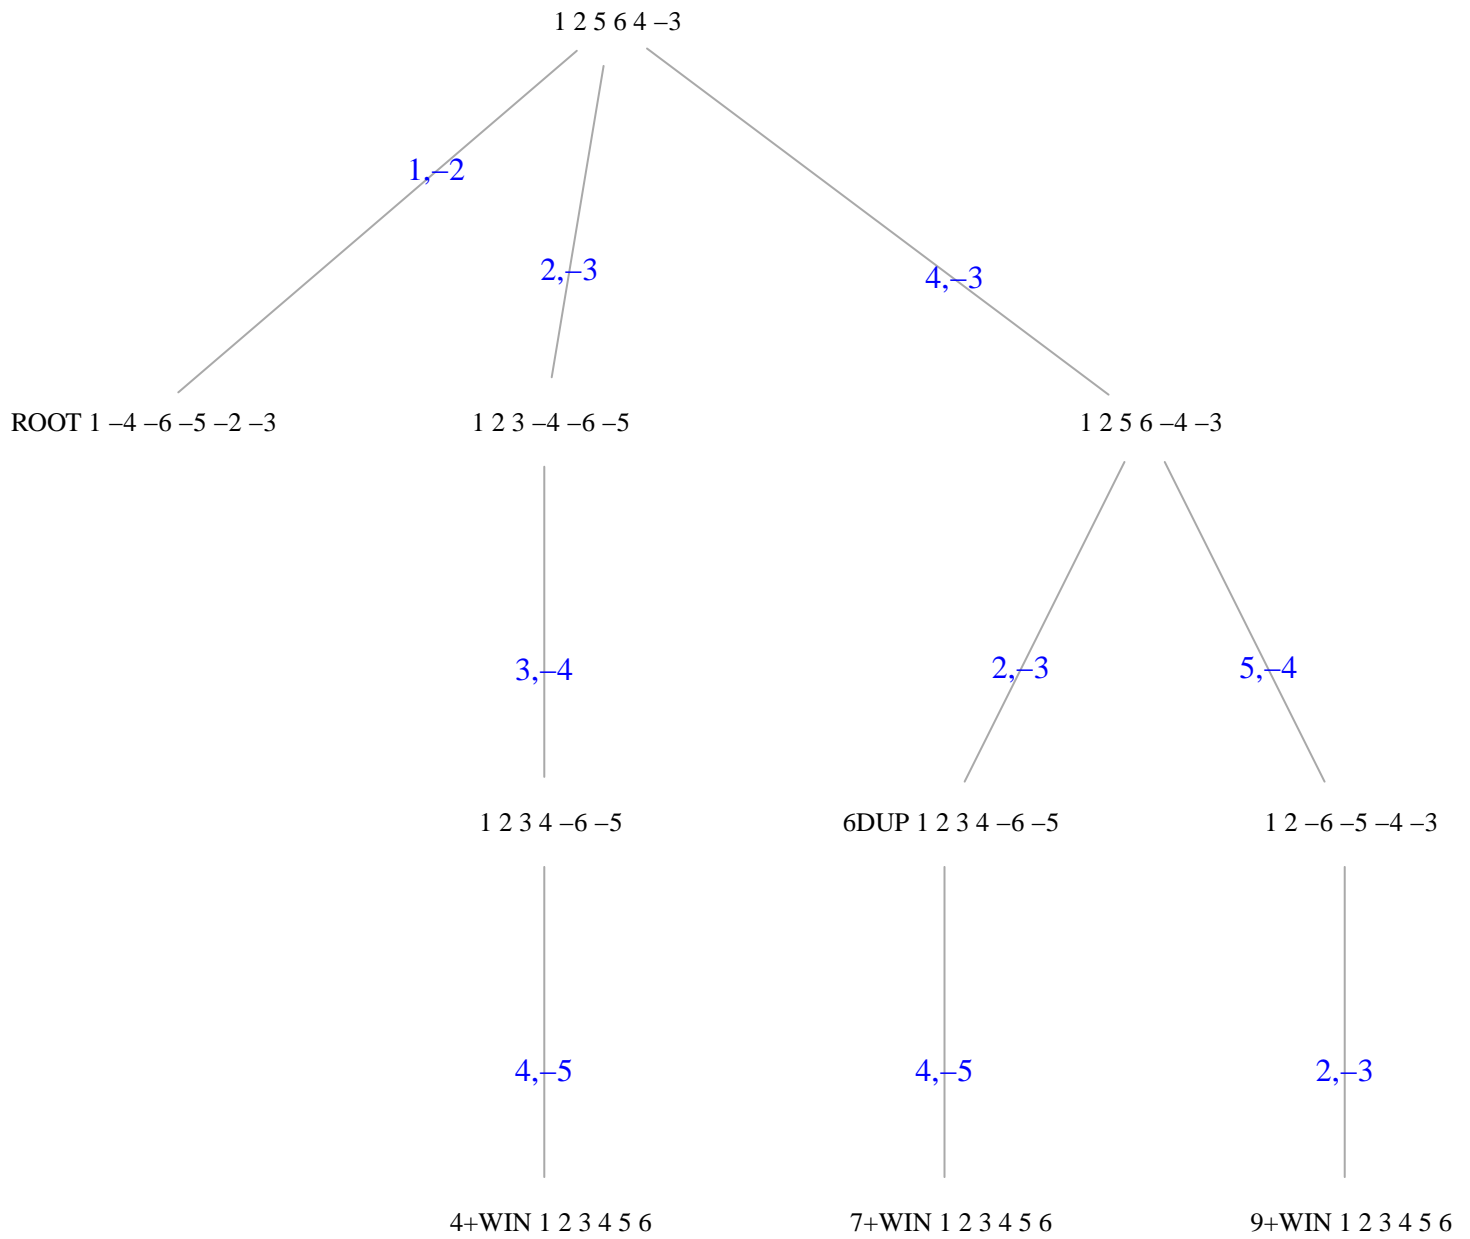 1 2 5 6 4 –3
1,–2
2,–3
4,–3
ROOT 1 –4 –6 –5 –2 –3
1 2 3 –4 –6 –5
1 2 5 6 –4 –3
3,–4
2,–3
5,–4
1 2 3 4 –6 –5
6DUP 1 2 3 4 –6 –5
1 2 –6 –5 –4 –3
4,–5
4,–5
2,–3
4+WIN 1 2 3 4 5 6
7+WIN 1 2 3 4 5 6
9+WIN 1 2 3 4 5 6